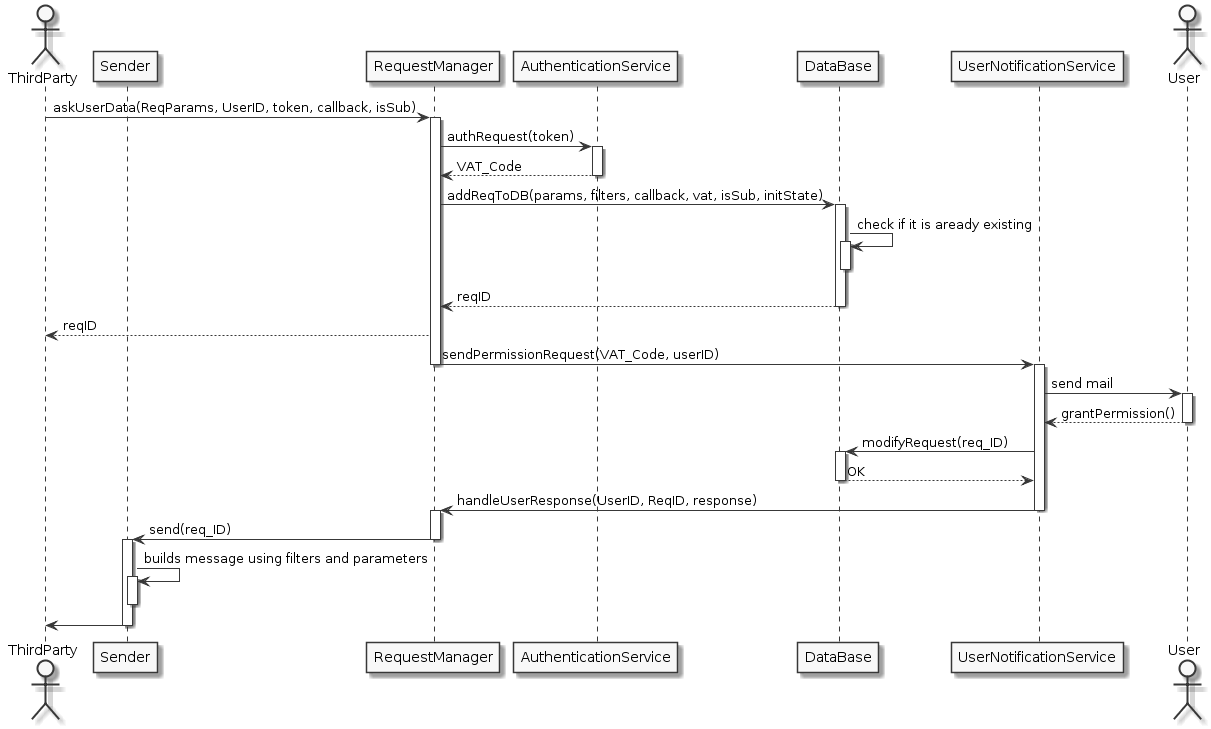 ThirdParty
Sender
RequestManager
AuthenticationService
DataBase
UserNotificationService
User
askUserData(ReqParams, UserID, token, callback, isSub)
authRequest(token)
VAT_Code
addReqToDB(params, filters, callback, vat, isSub, initState)
check if it is aready existing
reqID
reqID
sendPermissionRequest(VAT_Code, userID)
send mail
grantPermission()
modifyRequest(req_ID)
OK
handleUserResponse(UserID, ReqID, response)
send(req_ID)
builds message using filters and parameters
ThirdParty
Sender
RequestManager
AuthenticationService
DataBase
UserNotificationService
User